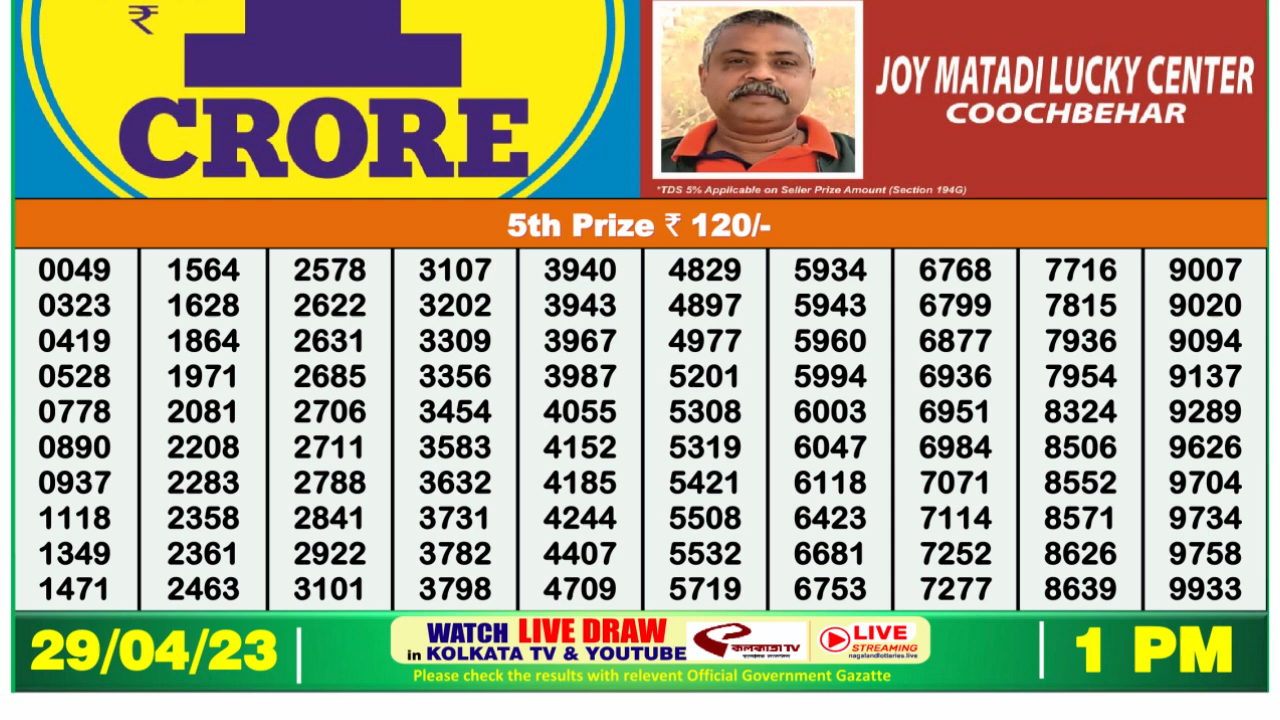 ₹ 1
CRORE
JOY MATADI LUCKY CENTER
COOCHBEHAR
*TDS 5% Applicable on Seller Prize Amount (Section 194G)
5th Prize ₹ 120/-
0049 1564 2578 3107 3940 4829 5934 6768 7716 9007
0323 1628 2622 3202 3943 4897 5943 6799 7815 9020
0419 1864 2631 3309 3967 4977 5960 6877 7936 9094
0528 1971 2685 3356 3987 5201 5994 6936 7954 9137
0778 2081 2706 3454 4055 5308 6003 6951 8324 9289
0890 2208 2711 3583 4152 5319 6047 6984 8506 9626
0937 2283 2788 3632 4185 5421 6118 7071 8552 9704
1118 2358 2841 3731 4244 5508 6423 7114 8571 9734
1349 2361 2922 3782 4407 5532 6681 7252 8626 9758
1471 2463 3101 3798 4709 5719 6753 7277 8639 9933
29/04/23
WATCH LIVE DRAW
in KOLKATA TV & YOUTUBE
কলকাতা TV
LIVE
STREAMING
nagalandlotteries.live
Please check the results with relevent Official Government Gazatte
1 PM